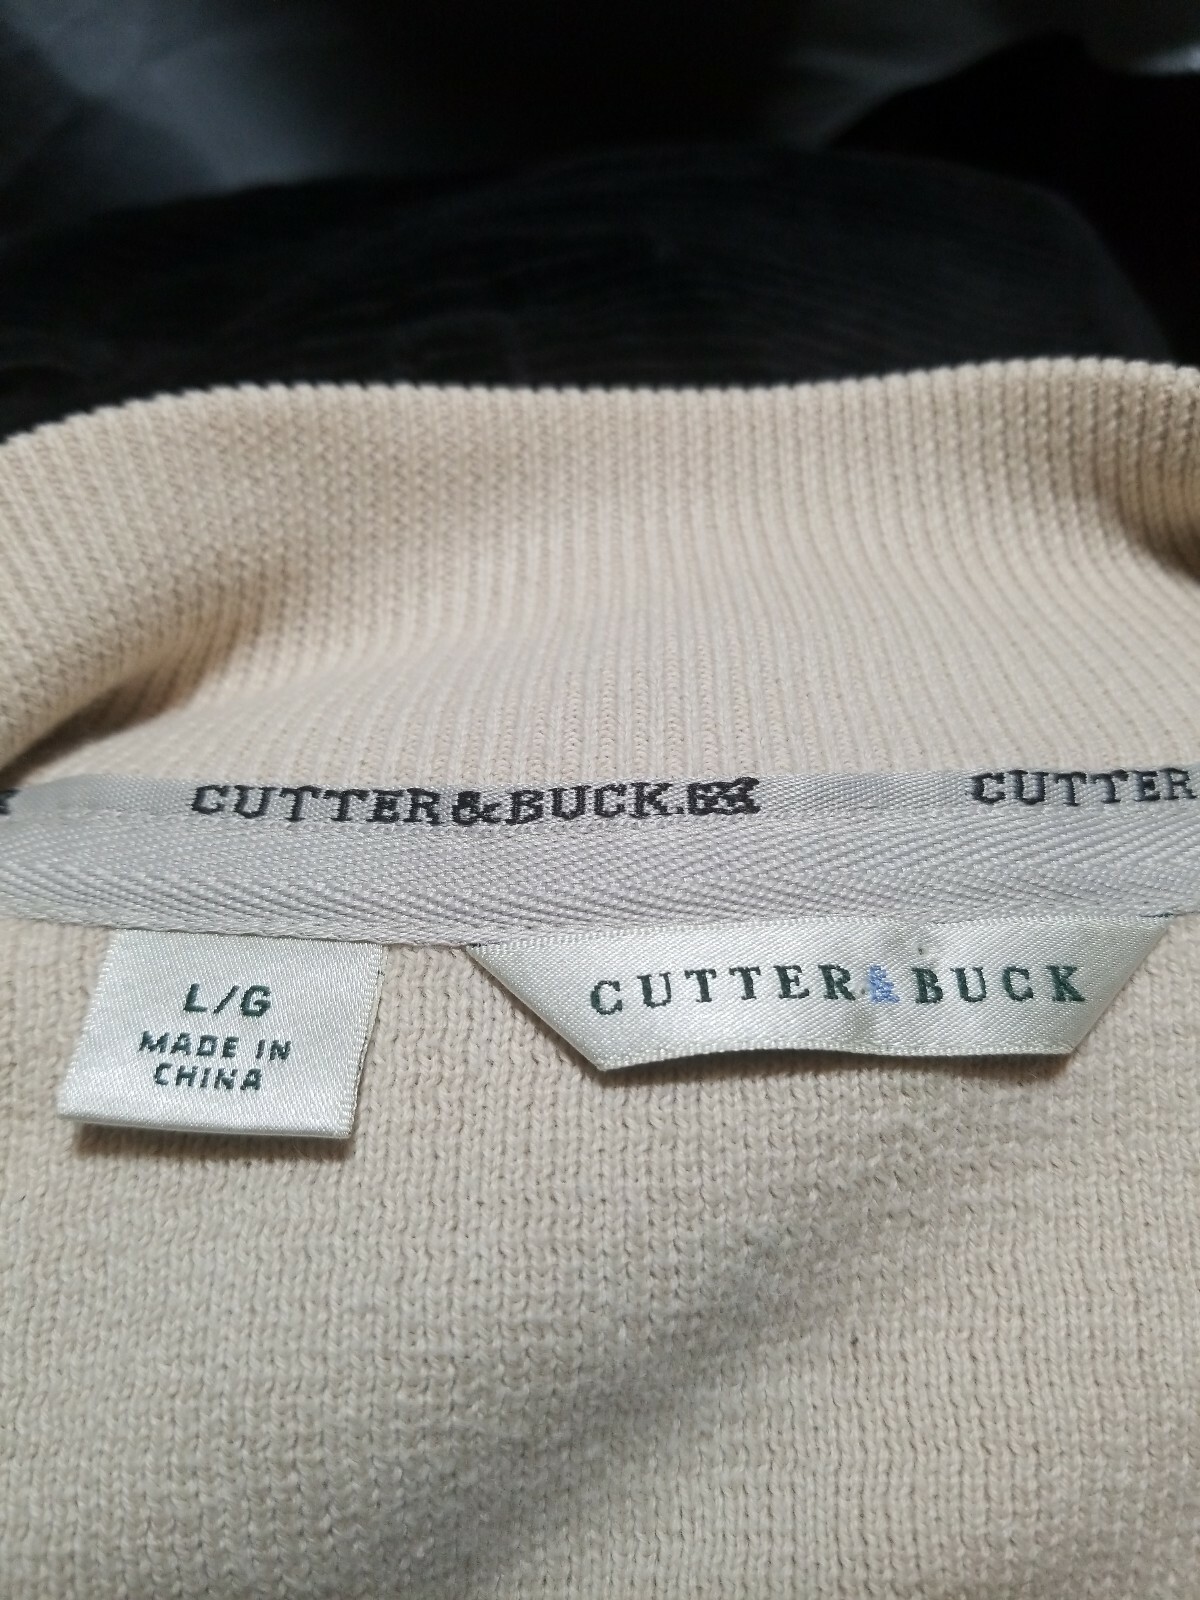 CUTTER&BUCK. CUTTER
L/G
MADE IN
CHINA
CUTTER & BUCK